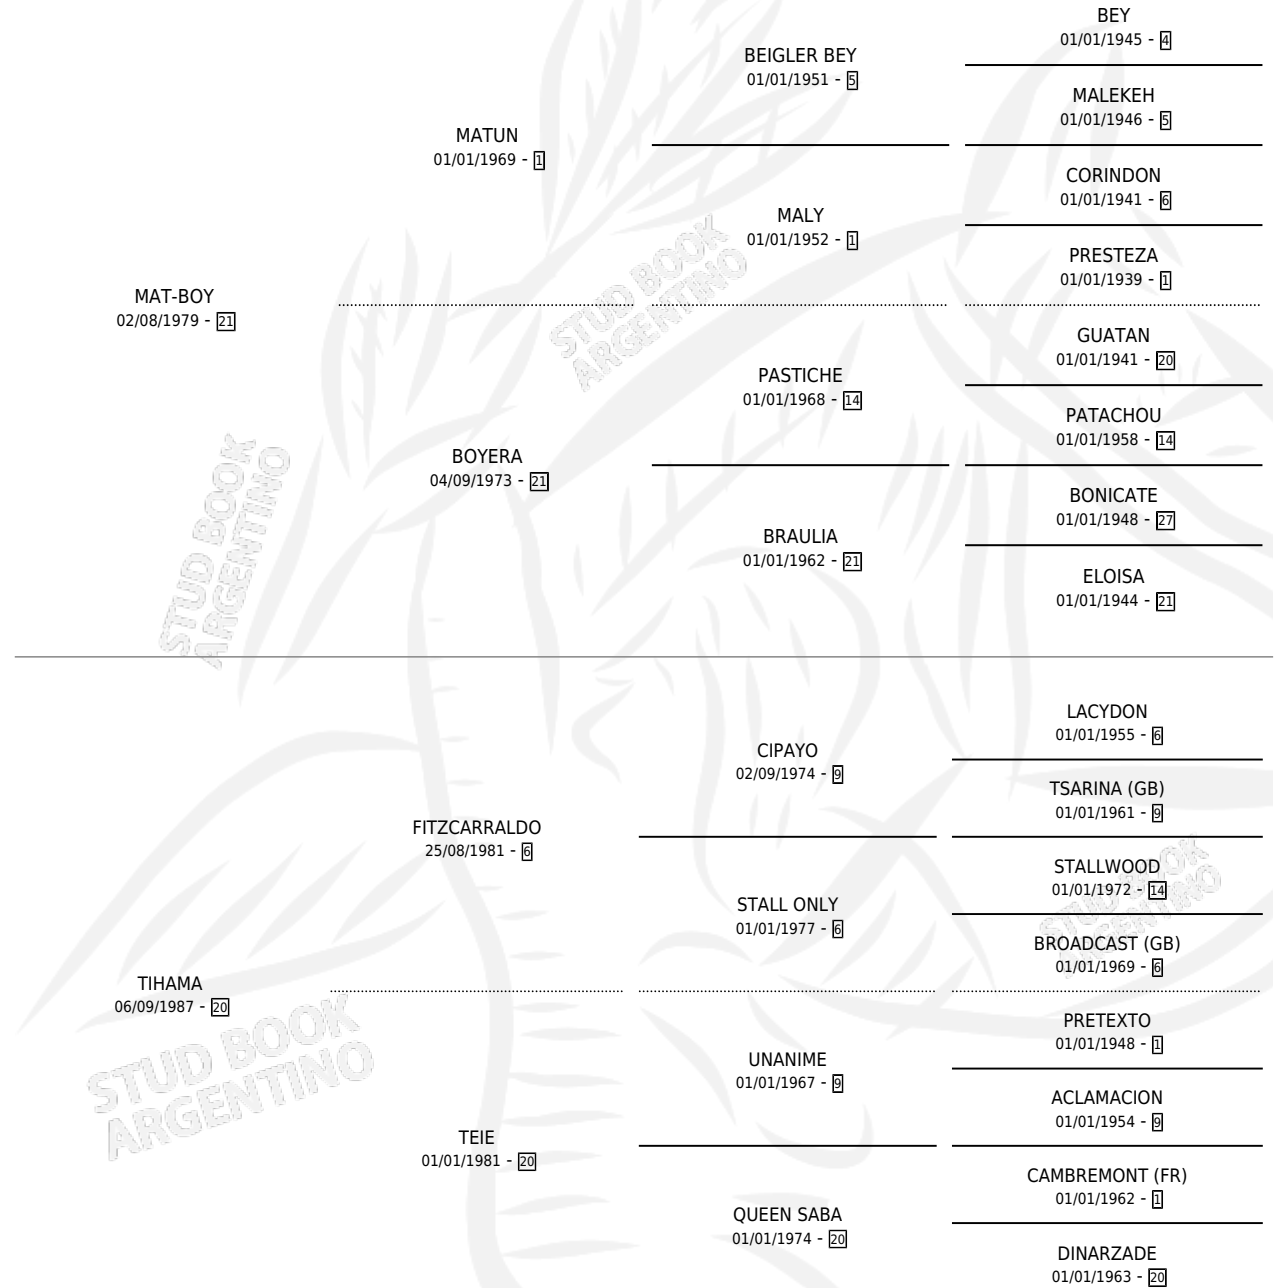 BEY
01/01/1945 - 4
BEIGLER BEY
01/01/1951 - 5
MALEKEH
01/01/1946 - 5
MATUN
01/01/1969 - 1
CORINDON
01/01/1941 - 6
MALY
01/01/1952 - 1
PRESTEZA
01/01/1939 - 1
MAT-BOY
02/08/1979 - 21
STUD BOOK
ARGENTINO
GUATAN
01/01/1941 - 20
PASTICHE
01/01/1968 - 14
PATACHOU
01/01/1958 - 14
BOYERA
04/09/1973 - 21
BONICATE
01/01/1948 - 27
BRAULIA
01/01/1962 - 21
ELOISA
01/01/1944 - 21
STUD BOOK
ARGENTINO
LACYDON
01/01/1955 - 6
CIPAYO
02/09/1974 - 9
TSARINA (GB)
01/01/1961 - 9
FITZCARRALDO
25/08/1981 - 6
STALLWOOD
01/01/1972 - 14
STALL ONLY
01/01/1977 - 6
STUD BOOK
ARGENTINO
BROADCAST (GB)
01/01/1969 - 6
TIHAMA
06/09/1987 - 20
PRETEXTO
01/01/1948 - 1
UNANIME
01/01/1967 - 9
STUD BOOK
ARGENTINO
ACLAMACION
01/01/1954 - 9
TEIE
01/01/1981 - 20
CAMBREMONT (FR)
01/01/1962 - 1
QUEEN SABA
01/01/1974 - 20
DINARZADE
01/01/1963 - 20